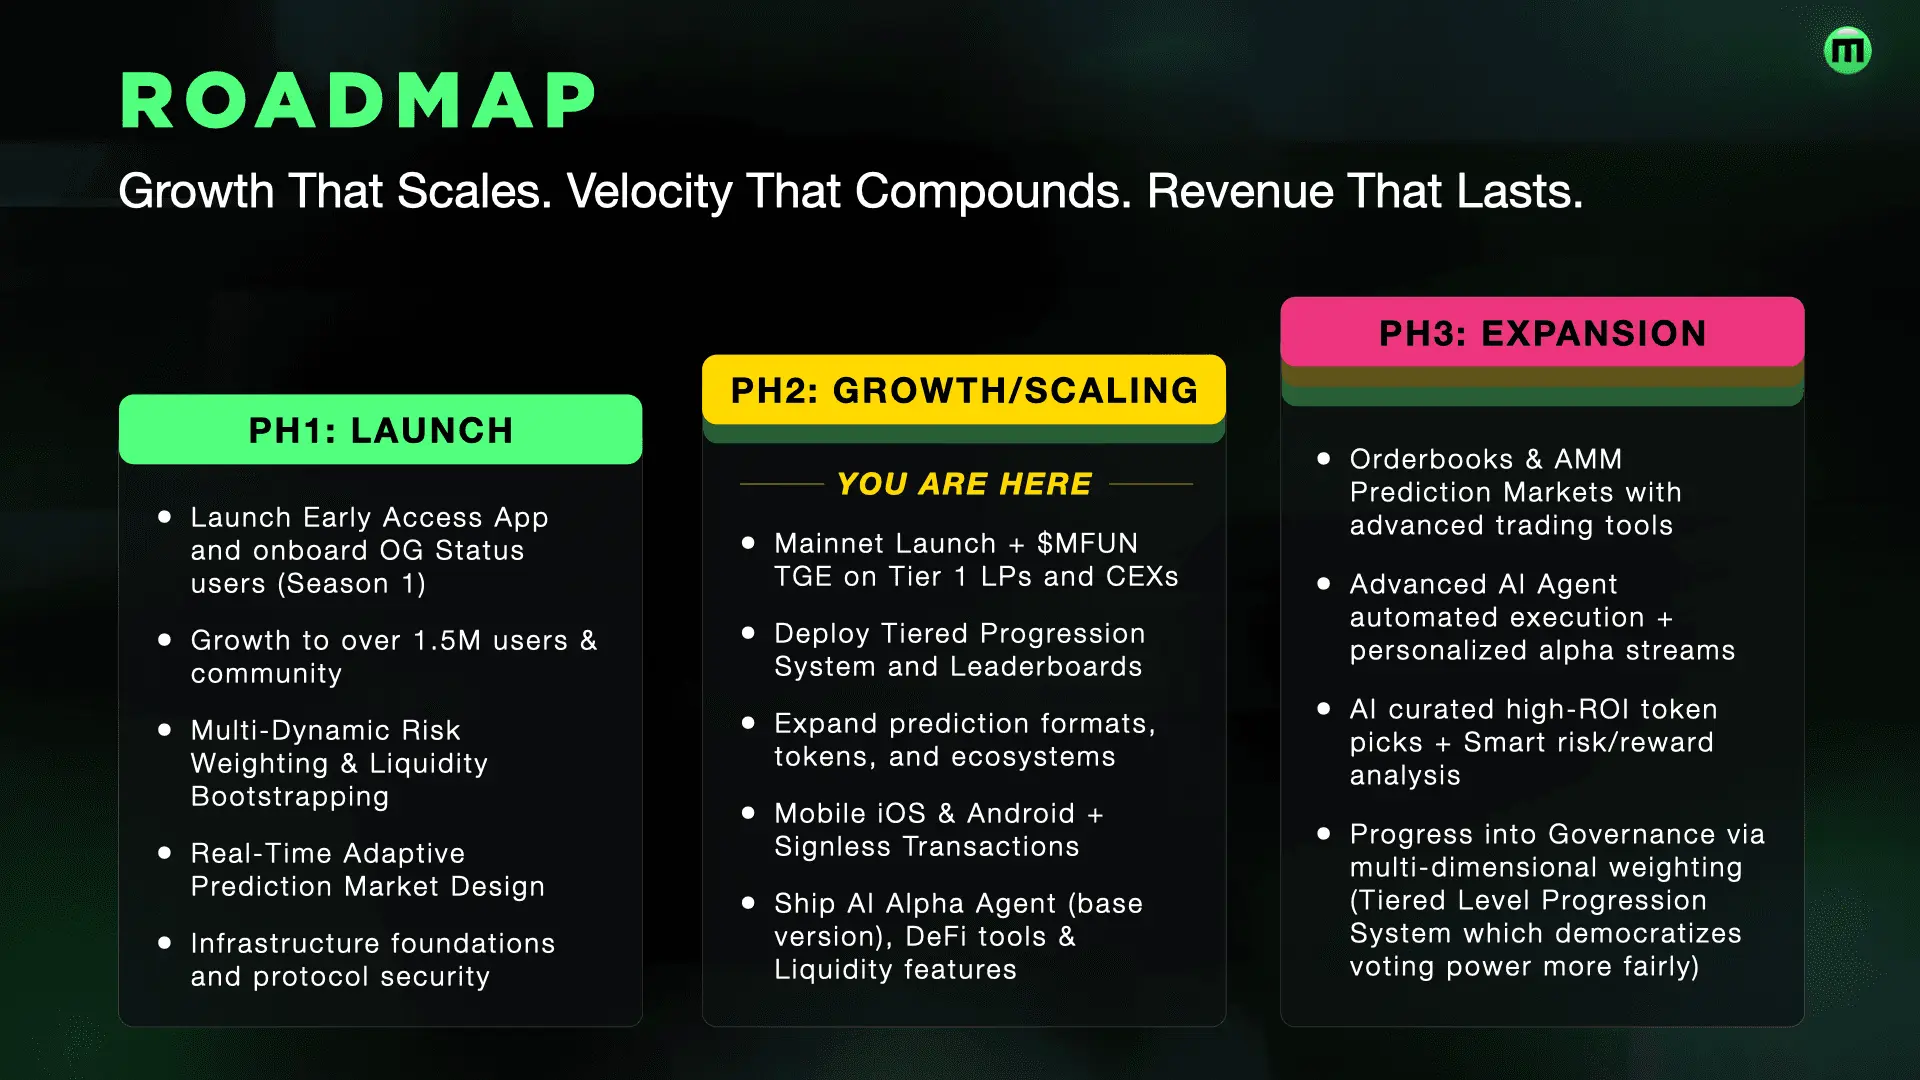 m
ROADMAP
Growth That Scales. Velocity That Compounds. Revenue That Lasts.
PH1: LAUNCH
• Launch Early Access App
and onboard OG Status
users (Season 1)
• Growth to over 1.5M users &
community
• Multi-Dynamic Risk
Weighting & Liquidity
Bootstrapping
• Real-Time Adaptive
Prediction Market Design
• Infrastructure foundations
and protocol security
PH2: GROWTH/SCALING
YOU ARE HERE
• Mainnet Launch + $MFUN
TGE on Tier 1 LPs and CEXs
• Deploy Tiered Progression
System and Leaderboards
• Expand prediction formats,
tokens, and ecosystems
• Mobile iOS & Android +
Signless Transactions
• Ship AI Alpha Agent (base
version), DeFi tools &
Liquidity features
PH3: EXPANSION
• Orderbooks & AMM
Prediction Markets with
advanced trading tools
• Advanced AI Agent
automated execution +
personalized alpha streams
• AI curated high-ROI token
picks + Smart risk/reward
analysis
• Progress into Governance via
multi-dimensional weighting
(Tiered Level Progression
System which democratizes
voting power more fairly)